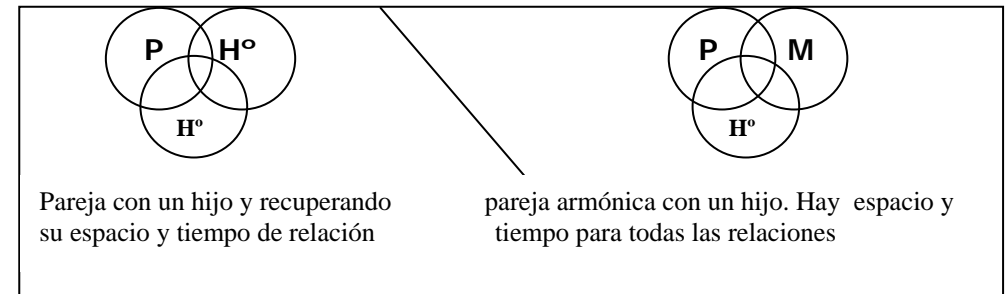 P Hº P M
Hº Hº
Pareja con un hijo y recuperando
su espacio y tiempo de relación
pareja armónica con un hijo. Hay espacio y
tiempo para todas las relaciones